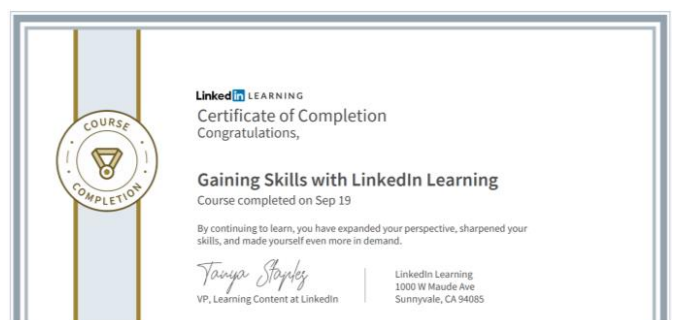 COURSE
COMPLETION
Linked in LEARNING
Certificate of Completion
Congratulations,
Gaining Skills with LinkedIn Learning
Course completed on Sep 19
By continuing to learn, you have expanded your perspective, sharpened your
skills, and made yourself even more in demand.
Tanya Staples
VP, Learning Content at LinkedIn
LinkedIn Learning
1000 W Maude Ave
Sunnyvale, CA 94085